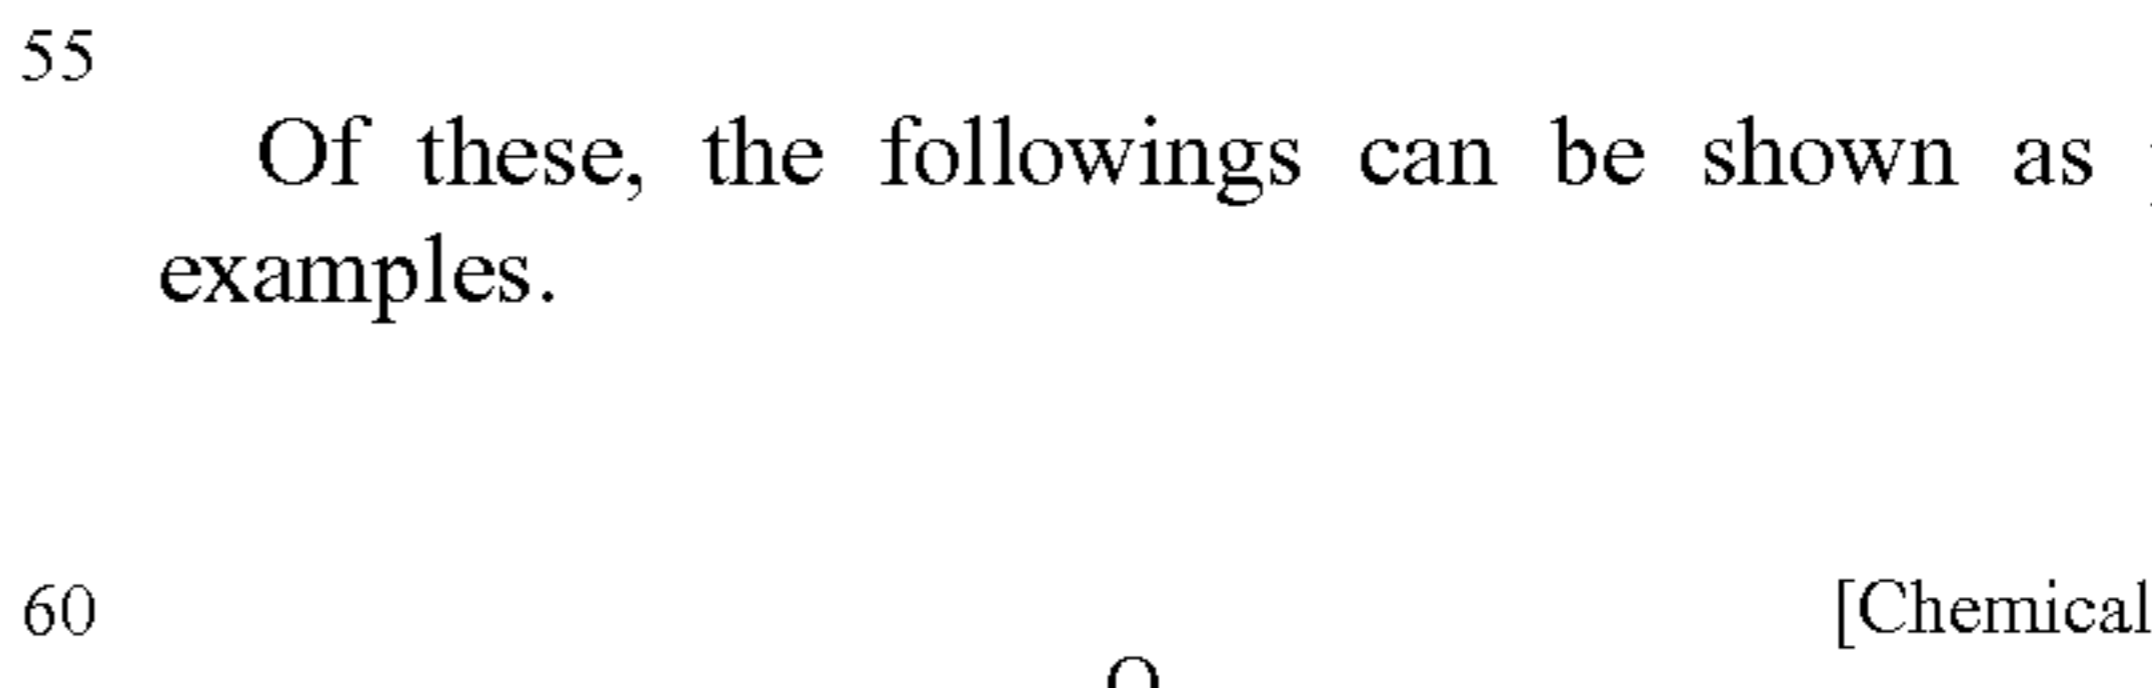 55
Of these, the followings can be shown as
examples.
60
[Chemical
O